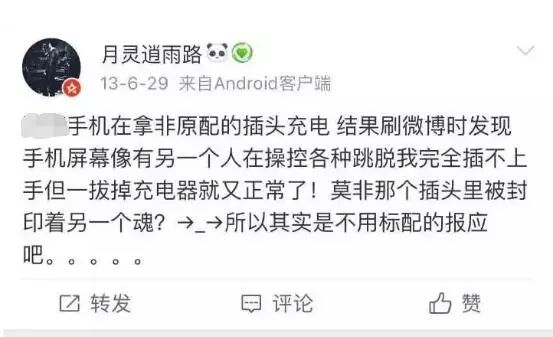 月灵逍雨路
13-6-29 来自Android客户端
手机在拿非原配的插头充电 结果刷微博时发现
手机屏幕像有另一个人在操控各种跳脱我完全插不上
手但一拔掉充电器就又正常了！莫非那个插头里被封
印着另一个魂？→_→所以其实是不用标配的报应
吧。。。。。
转发 评论 赞